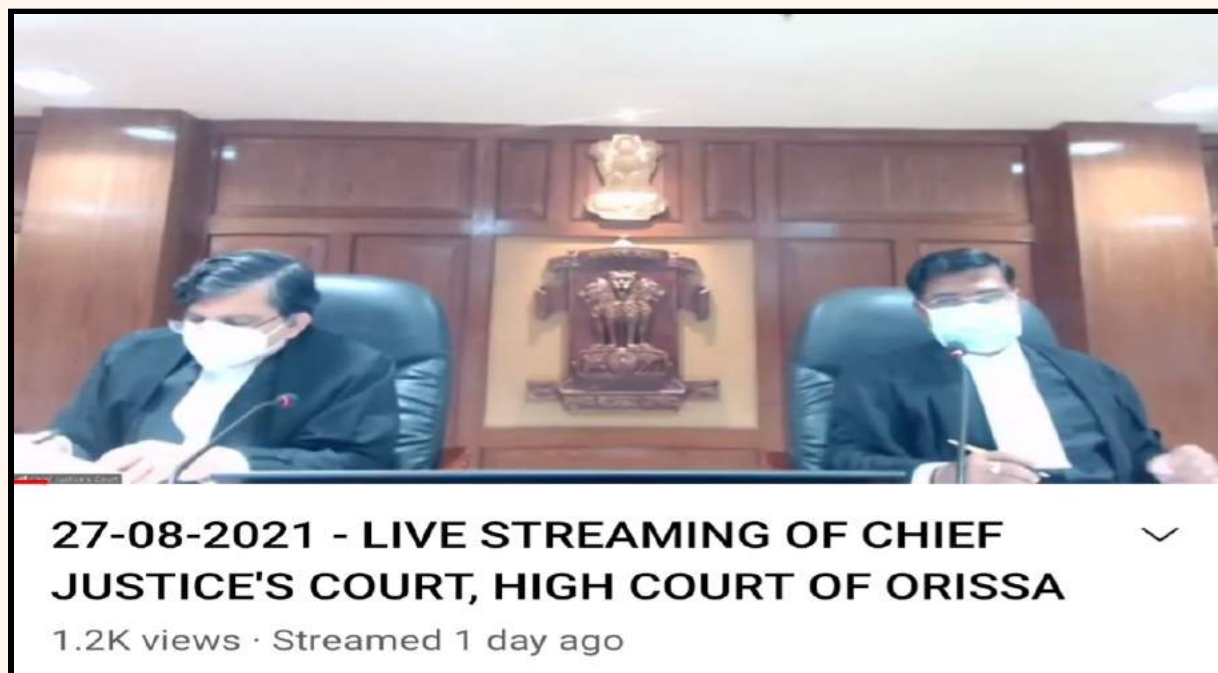 27-08-2021 - LIVE STREAMING OF CHIEF
JUSTICE'S COURT, HIGH COURT OF ORISSA
1.2K views · Streamed 1 day ago